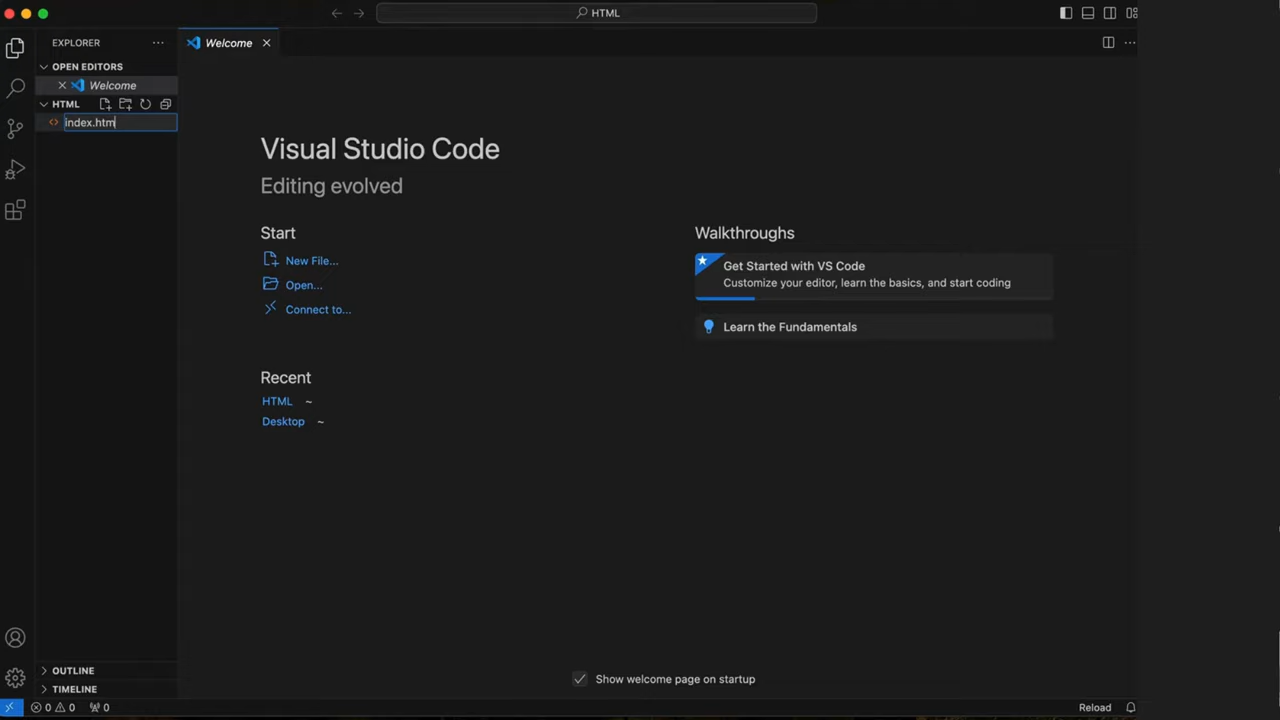 HTML
EXPLORER
Welcome
OPEN EDITORS
Welcome
HTML
index.htm
Visual Studio Code
Editing evolved
Start
New File...
Open...
Connect to...
Recent
HTML ~
Desktop ~
Walkthroughs
Get Started with VS Code
Customize your editor, learn the basics, and start coding
Learn the Fundamentals
OUTLINE
TIMELINE
Show welcome page on startup
0 0 0
Reload